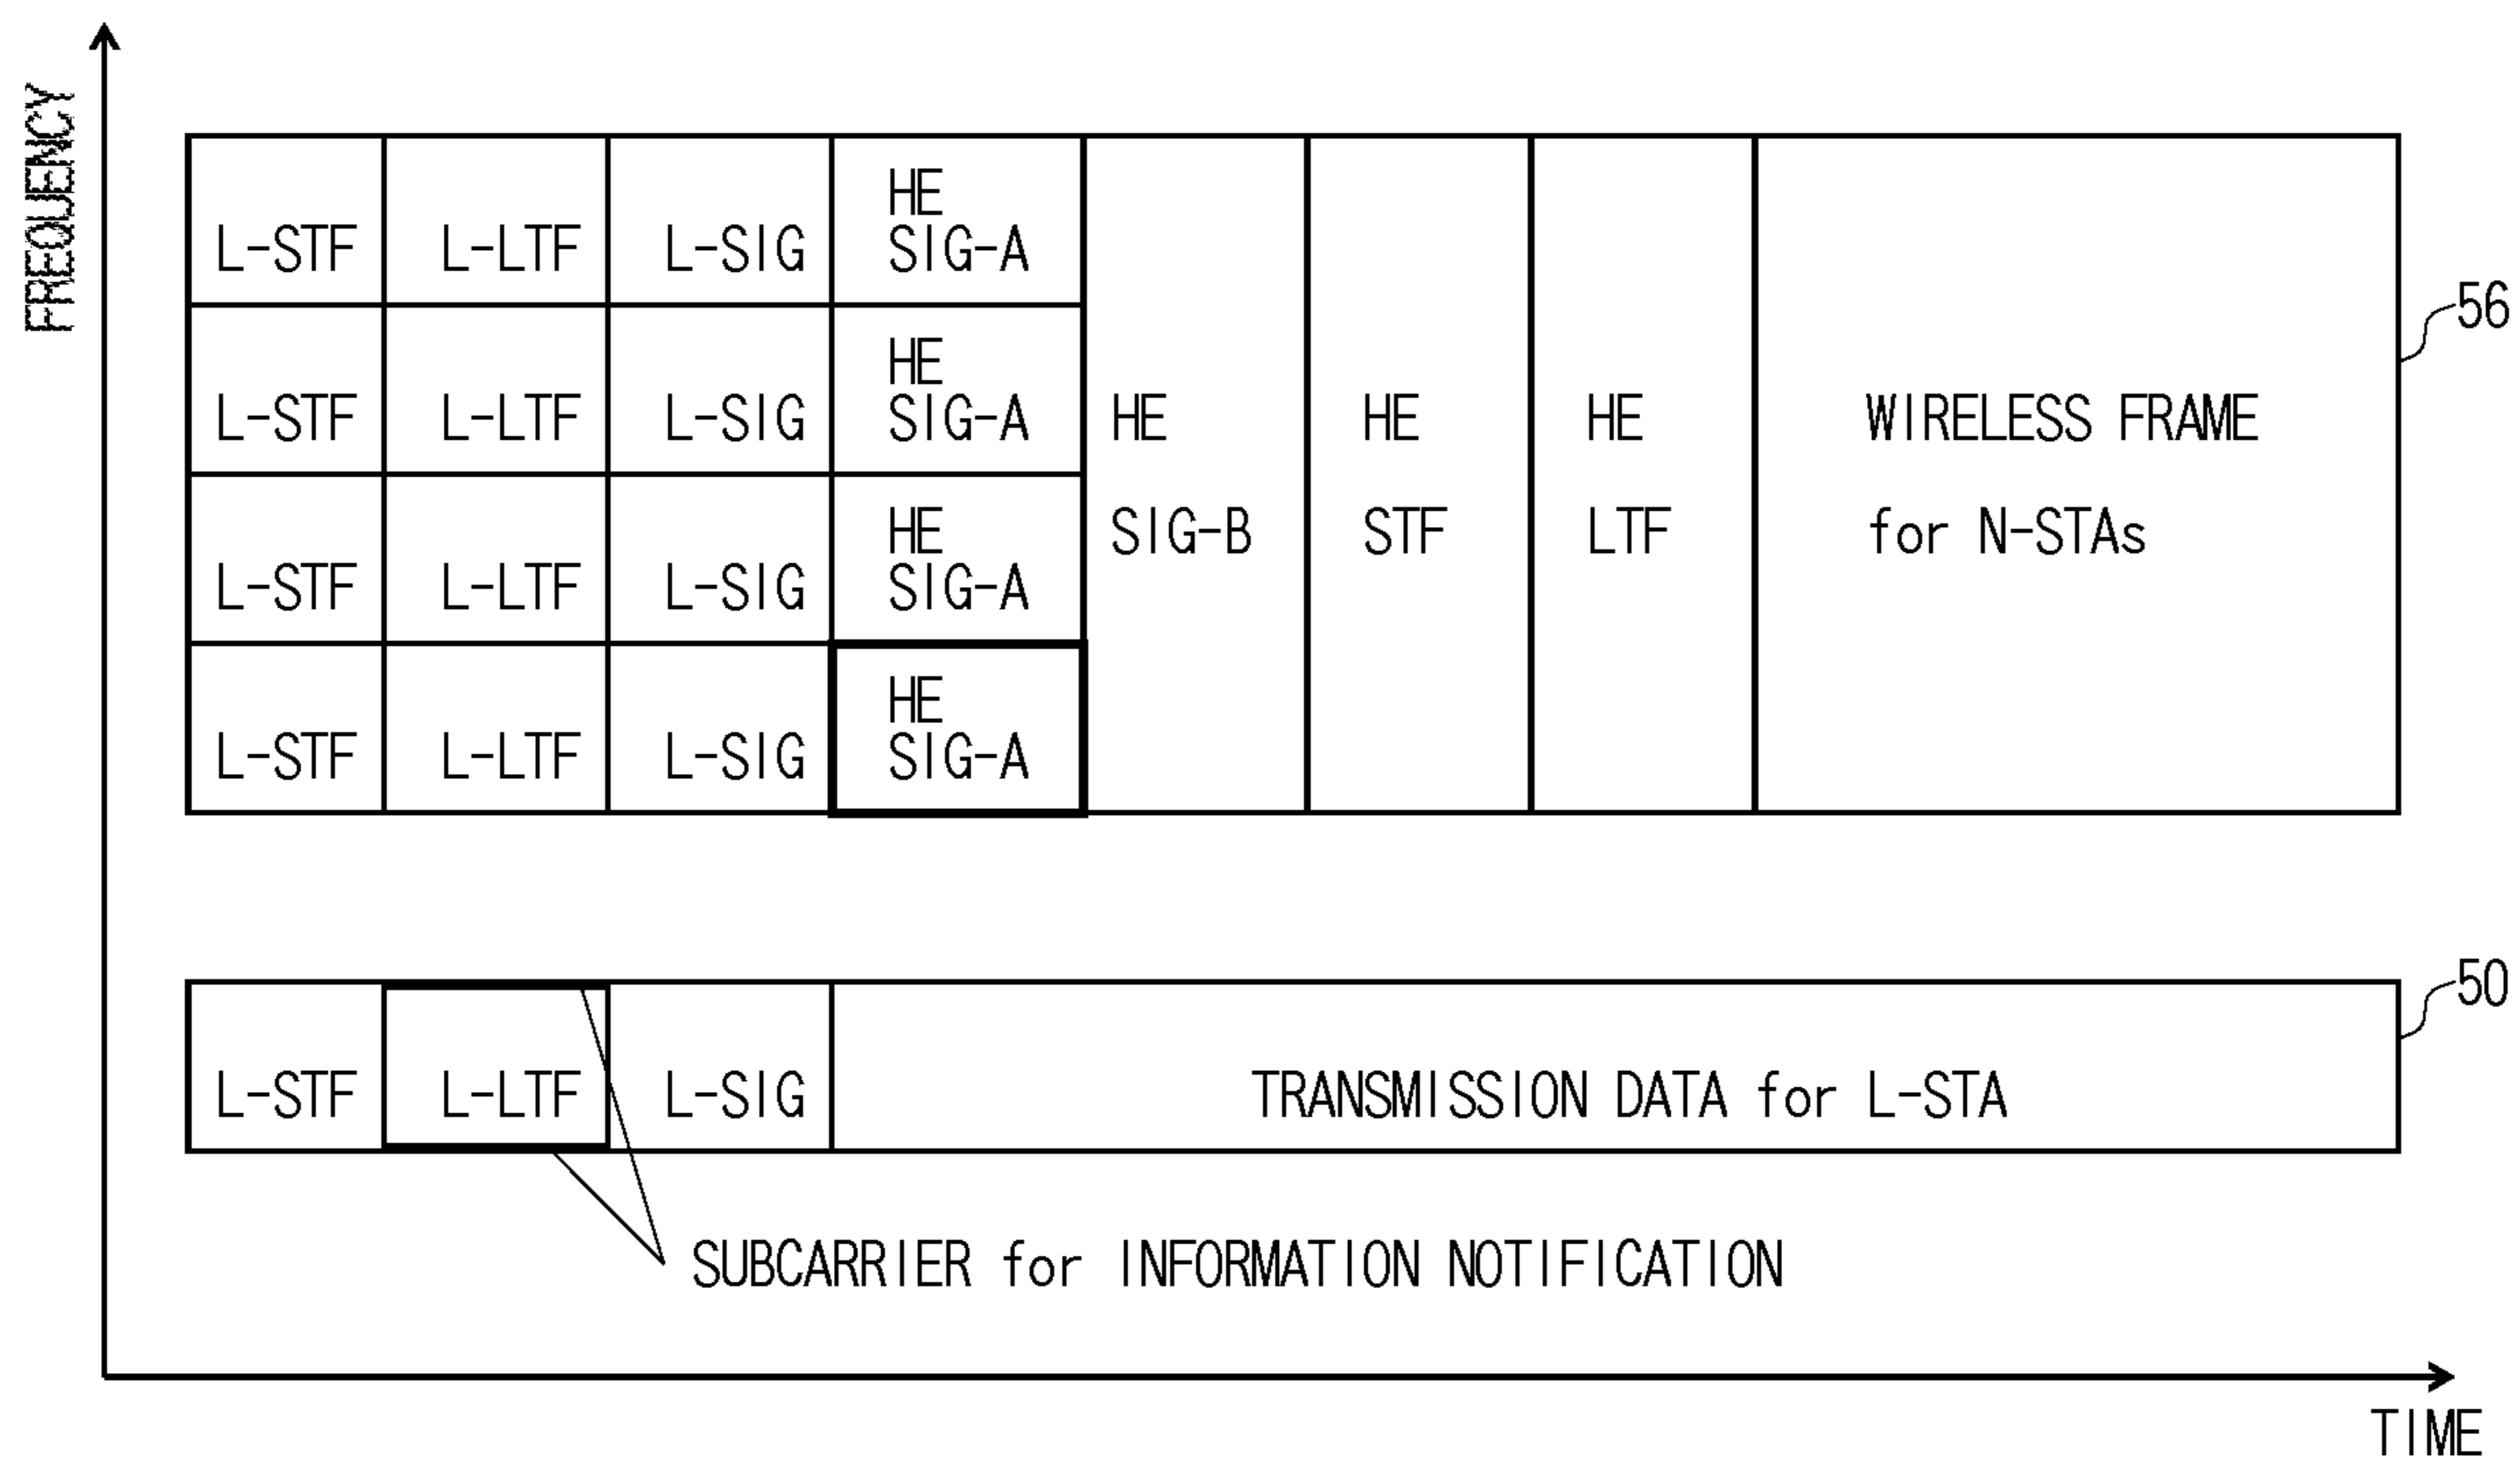 FREQUENCY
L-STF L-LTF L-SIG HE SIG-A
L-STF L-LTF L-SIG HE SIG-A
L-STF L-LTF L-SIG HE SIG-A
L-STF L-LTF L-SIG HE SIG-A
HE
SIG-B
HE
STF
HE
LTF
WIRELESS FRAME
for N-STAs
56
L-STF L-LTF L-SIG TRANSMISSION DATA for L-STA
50
SUBCARRIER for INFORMATION NOTIFICATION
TIME